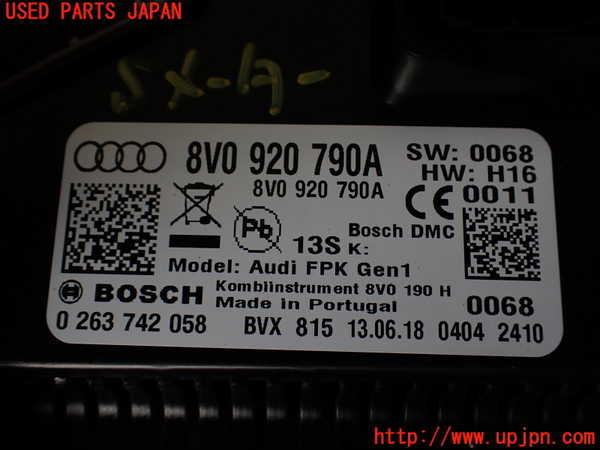 USED PARTS JAPAN
8V0 920 790A
SW: 0068
8V0 920 790A
HW: H16
CE 0011
Pb
13S K:
Bosch DMC
Model: Audi FPK Gen1
BOSCH
Kombiinstrument 8V0 190 H
Made in Portugal
0068
0 263 742 058
BVX 815 13.06.18 0404 2410
http://www.upjpn.com/